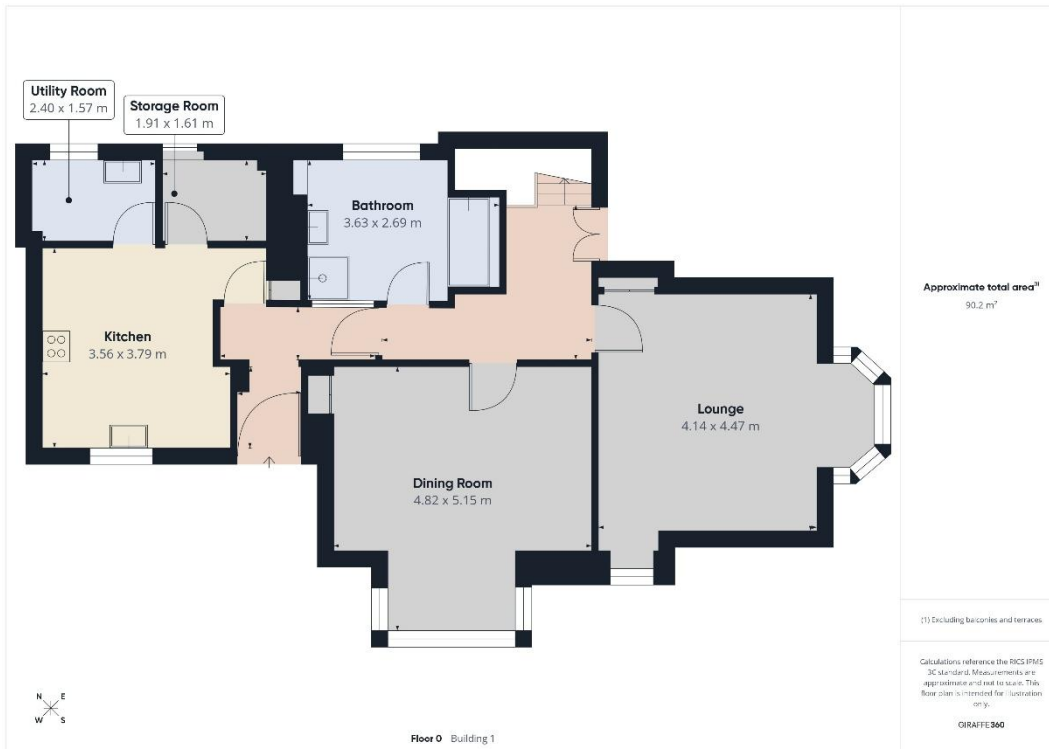 Utility Room
2.40 x 1.57 m
Storage Room
1.91 x 1.61 m
Bathroom
3.63 x 2.69 m
Kitchen
3.56 x 3.79 m
Lounge
4.14 x 4.47 m
Dining Room
4.82 x 5.15 m
N E
W S
Floor 0 Building 1
Approximate total area⁽¹⁾
90.2 m²
(1) Excluding balconies and terraces.
Calculations reference the RICS IPMS
3C standard. Measurements are
approximate and not to scale. This
floor plan is intended for illustration
only.
GIRAFFE360